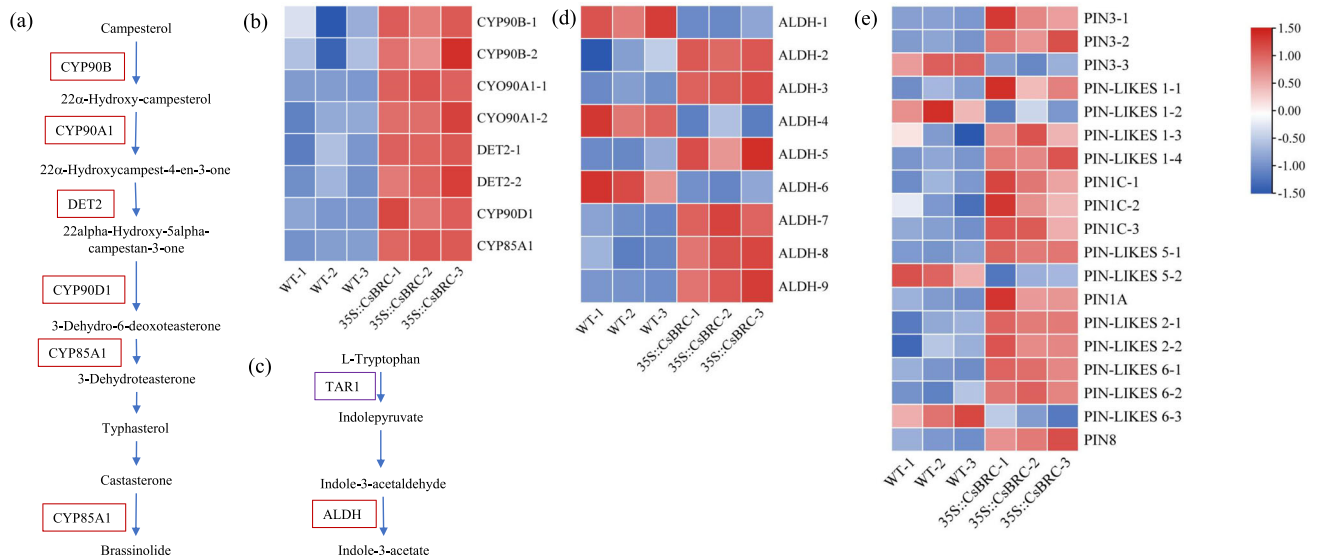 (a)
Campesterol
CYP90B
22α-Hydroxy-campesterol
CYP90A1
22α-Hydroxycampest-4-en-3-one
DET2
22alpha-Hydroxy-5alpha-
campestan-3-one
CYP90D1
3-Dehydro-6-deoxoteasterone
CYP85A1
3-Dehydroteasterone
Typhasterol
Castasterone
CYP85A1
Brassinolide
(b)
CYP90B-1
CYP90B-2
CYO90A1-1
CYO90A1-2
DET2-1
DET2-2
CYP90D1
CYP85A1
WT-1
WT-2
WT-3
35S::CsBRC-1
35S::CsBRC-2
35S::CsBRC-3
(c)
L-Tryptophan
TAR1
Indolepyruvate
Indole-3-acetaldehyde
ALDH
Indole-3-acetate
(d)
ALDH-1
ALDH-2
ALDH-3
ALDH-4
ALDH-5
ALDH-6
ALDH-7
ALDH-8
ALDH-9
WT-1
WT-2
WT-3
35S::CsBRC-1
35S::CsBRC-2
35S::CsBRC-3
(e)
PIN3-1
PIN3-2
PIN3-3
PIN-LIKES 1-1
PIN-LIKES 1-2
PIN-LIKES 1-3
PIN-LIKES 1-4
PIN1C-1
PIN1C-2
PIN1C-3
PIN-LIKES 5-1
PIN-LIKES 5-2
PIN1A
PIN-LIKES 2-1
PIN-LIKES 2-2
PIN-LIKES 6-1
PIN-LIKES 6-2
PIN-LIKES 6-3
PIN8
WT-1
WT-2
WT-3
35S::CsBRC-1
35S::CsBRC-2
35S::CsBRC-3
1.50
1.00
0.50
0.00
-0.50
-1.00
-1.50